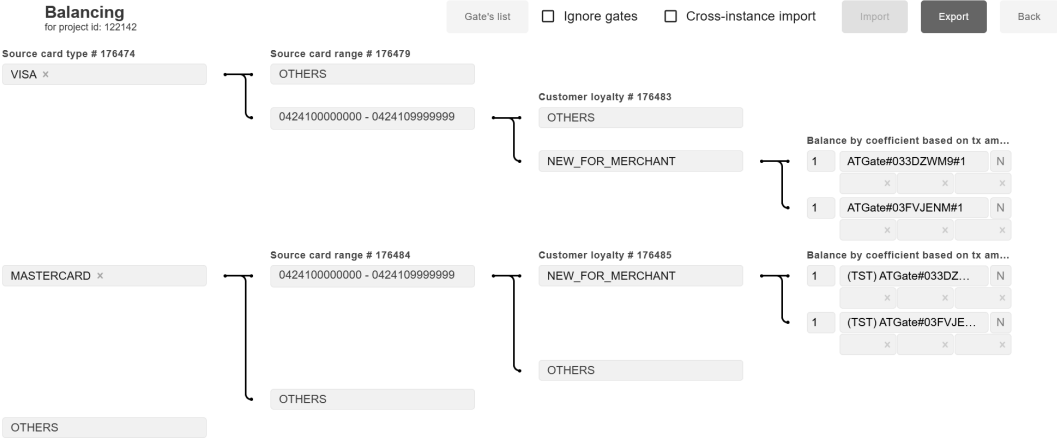 Balancing
for project id: 122142
Gate's list
Ignore gates
Cross-instance import
Import
Export
Back
Source card type # 176474
Source card range # 176479
VISA ×
OTHERS
0424100000000 - 0424109999999
Customer loyalty # 176483
OTHERS
NEW_FOR_MERCHANT
Balance by coefficient based on tx am...
1 ATGate#033DZWM9#1 N
× × ×
1 ATGate#03FVJENM#1 N
× × ×
Source card range # 176484
Customer loyalty # 176485
Balance by coefficient based on tx am...
MASTERCARD ×
0424100000000 - 0424109999999
NEW_FOR_MERCHANT
1 (TST) ATGate#033DZ... N
× × ×
1 (TST) ATGate#03FVJE... N
× × ×
OTHERS
OTHERS
OTHERS